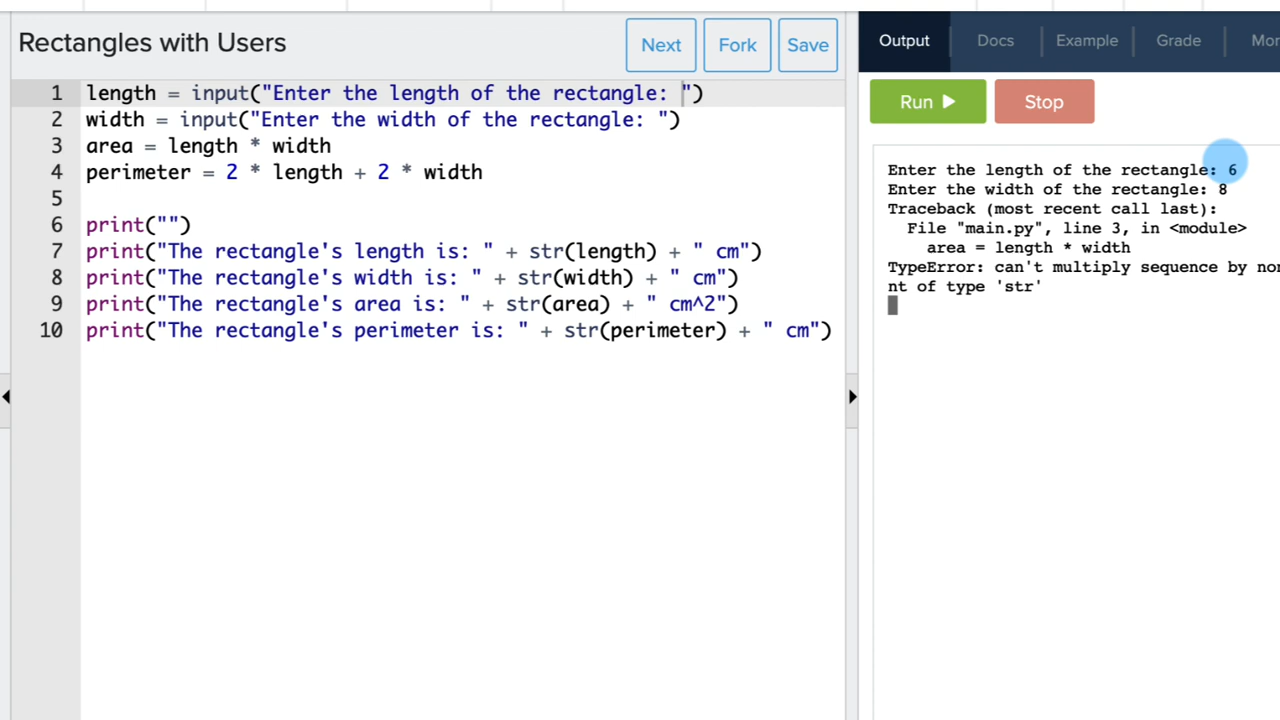 Rectangles with Users
Next Fork Save
1 length = input("Enter the length of the rectangle: ")
2 width = input("Enter the width of the rectangle: ")
3 area = length * width
4 perimeter = 2 * length + 2 * width
5
6 print("")
7 print("The rectangle's length is: " + str(length) + " cm")
8 print("The rectangle's width is: " + str(width) + " cm")
9 print("The rectangle's area is: " + str(area) + " cm^2")
10 print("The rectangle's perimeter is: " + str(perimeter) + " cm")
Output Docs Example Grade
Run Stop
Enter the length of the rectangle: 6
Enter the width of the rectangle: 8
Traceback (most recent call last):
File "main.py", line 3, in <module>
area = length * width
TypeError: can't multiply sequence by
nt of type 'str'